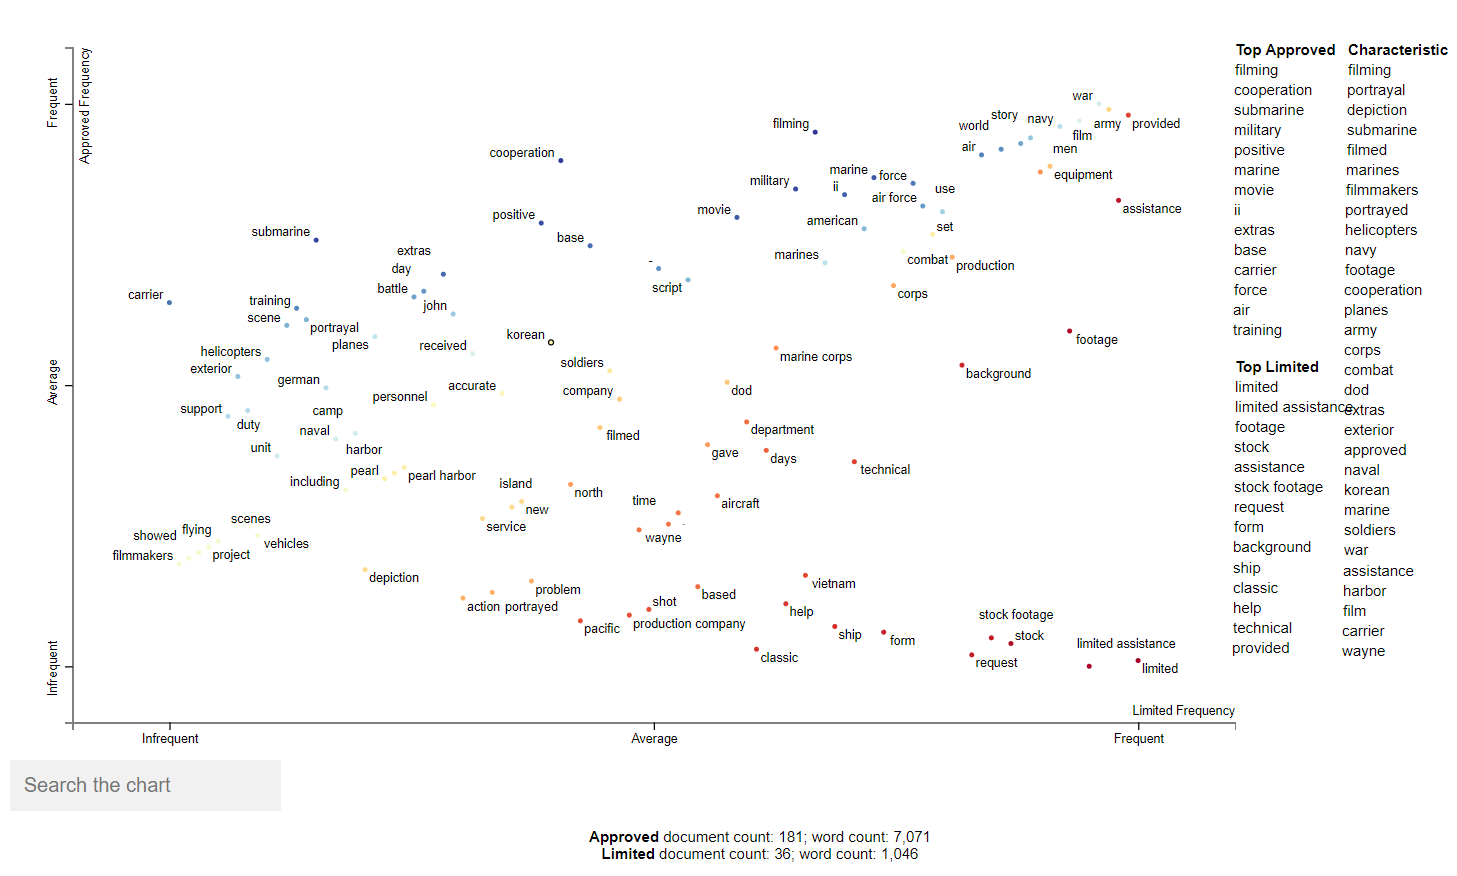 Frequent
Average
Infrequent
Approved Frequency
war
story
navy
world
film
army
provided
filming
air
men
cooperation
marine
force
equipment
military
ii
use
air force
assistance
positive
movie
american
set
submarine
base
extras
marines
combat
production
day
-
script
carrier
training
battle
corps
scene
john
portrayal
planes
korean
footage
helicopters
received
soldiers
marine corps
exterior
background
german
accurate
company
dod
personnel
support
camp
duty
naval
filmed
department
unit
harbor
gave
days
pearl
pearl harbor
technical
including
island
north
time
aircraft
new
scenes
service
.
showed
flying
wayne
vehicles
filmmakers
project
depiction
problem
based
vietnam
action
portrayed
shot
help
pacific
production company
stock footage
ship
form
stock
limited assistance
classic
request
limited
Limited Frequency
Infrequent
Average
Frequent
Top Approved
filming
cooperation
submarine
military
positive
marine
movie
ii
extras
base
carrier
force
air
training
Top Limited
limited
limited assistance
footage
stock
assistance
stock footage
request
form
background
ship
classic
help
technical
provided
Characteristic
filming
portrayal
depiction
submarine
filmed
marines
filmmakers
portrayed
helicopters
navy
footage
cooperation
planes
army
corps
combat
dod
extras
exterior
approved
naval
korean
marine
soldiers
war
assistance
harbor
film
carrier
wayne
Search the chart
Approved document count: 181; word count: 7,071
Limited document count: 36; word count: 1,046